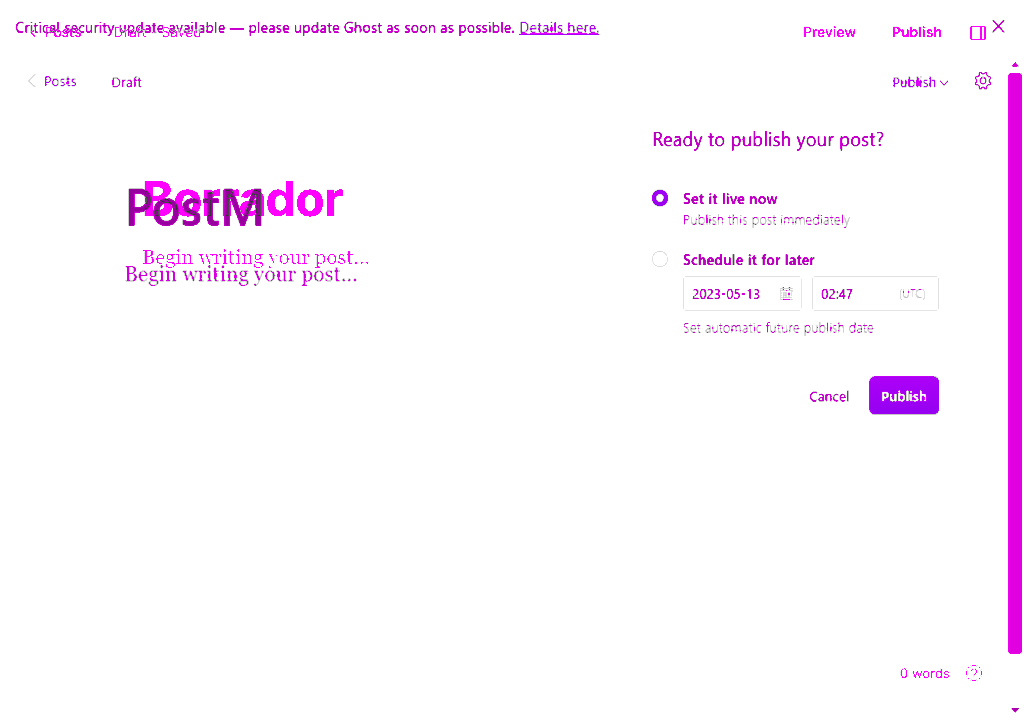 Critical security update available — please update Ghost as soon as possible. Details here.
Posts Draft - Saved Preview Publish
Posts Draft Publish
Ready to publish your post?
Borrador
PostM
Set it live now
Publish this post immediately
Begin writing your post...
Begin writing your post...
Schedule it for later
2023-05-13 02:47 (UTC)
Set automatic future publish date
Cancel Publish
0 words ?